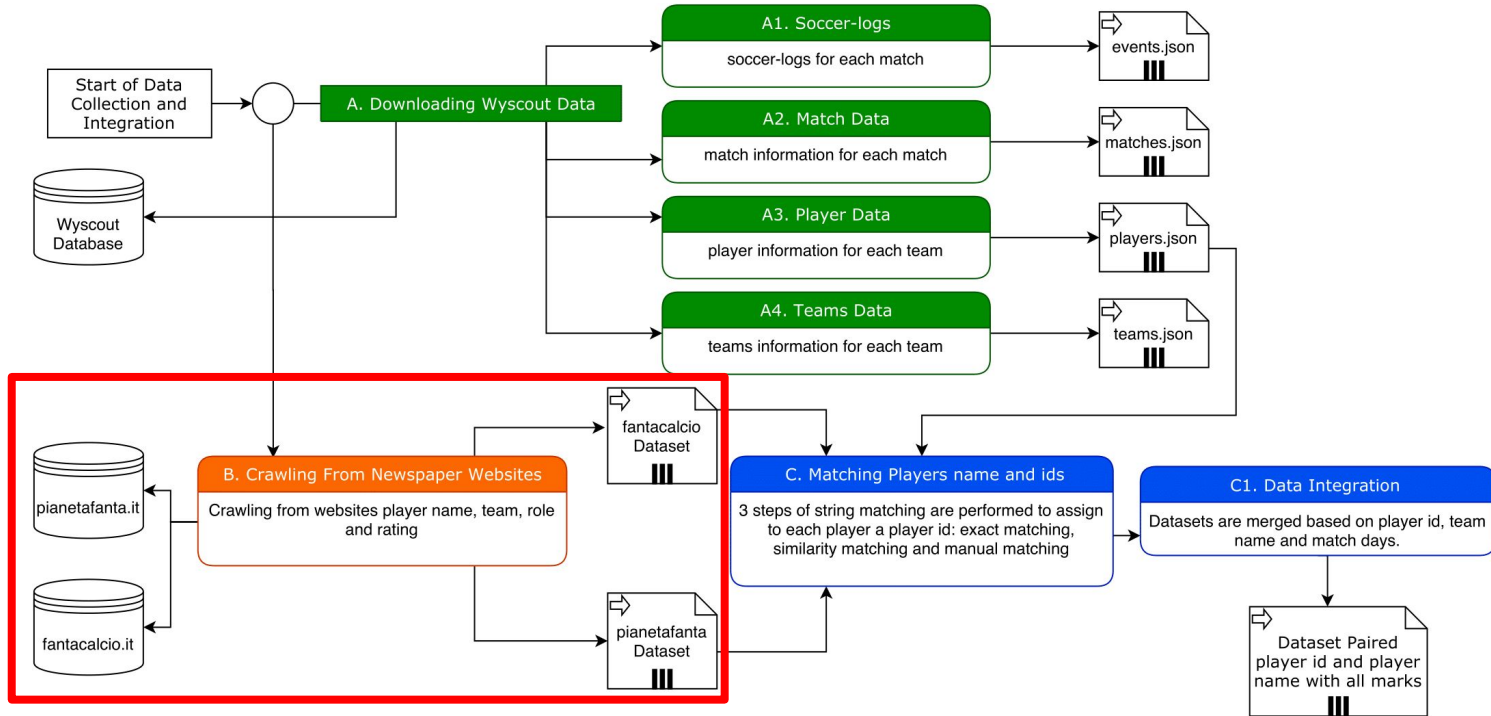 Start of Data
Collection and
Integration
A. Downloading Wyscout Data
Wyscout
Database
A1. Soccer-logs
soccer-logs for each match
events.json
A2. Match Data
match information for each match
matches.json
A3. Player Data
player information for each team
players.json
A4. Teams Data
teams information for each team
teams.json
pianetafanta.it
fantacalcio.it
B. Crawling From Newspaper Websites
Crawling from websites player name, team, role
and rating
fantacalcio
Dataset
pianetafanta
Dataset
C. Matching Players name and ids
3 steps of string matching are performed to assign
to each player a player id: exact matching,
similarity matching and manual matching
C1. Data Integration
Datasets are merged based on player id, team
name and match days.
Dataset Paired
player id and player
name with all marks